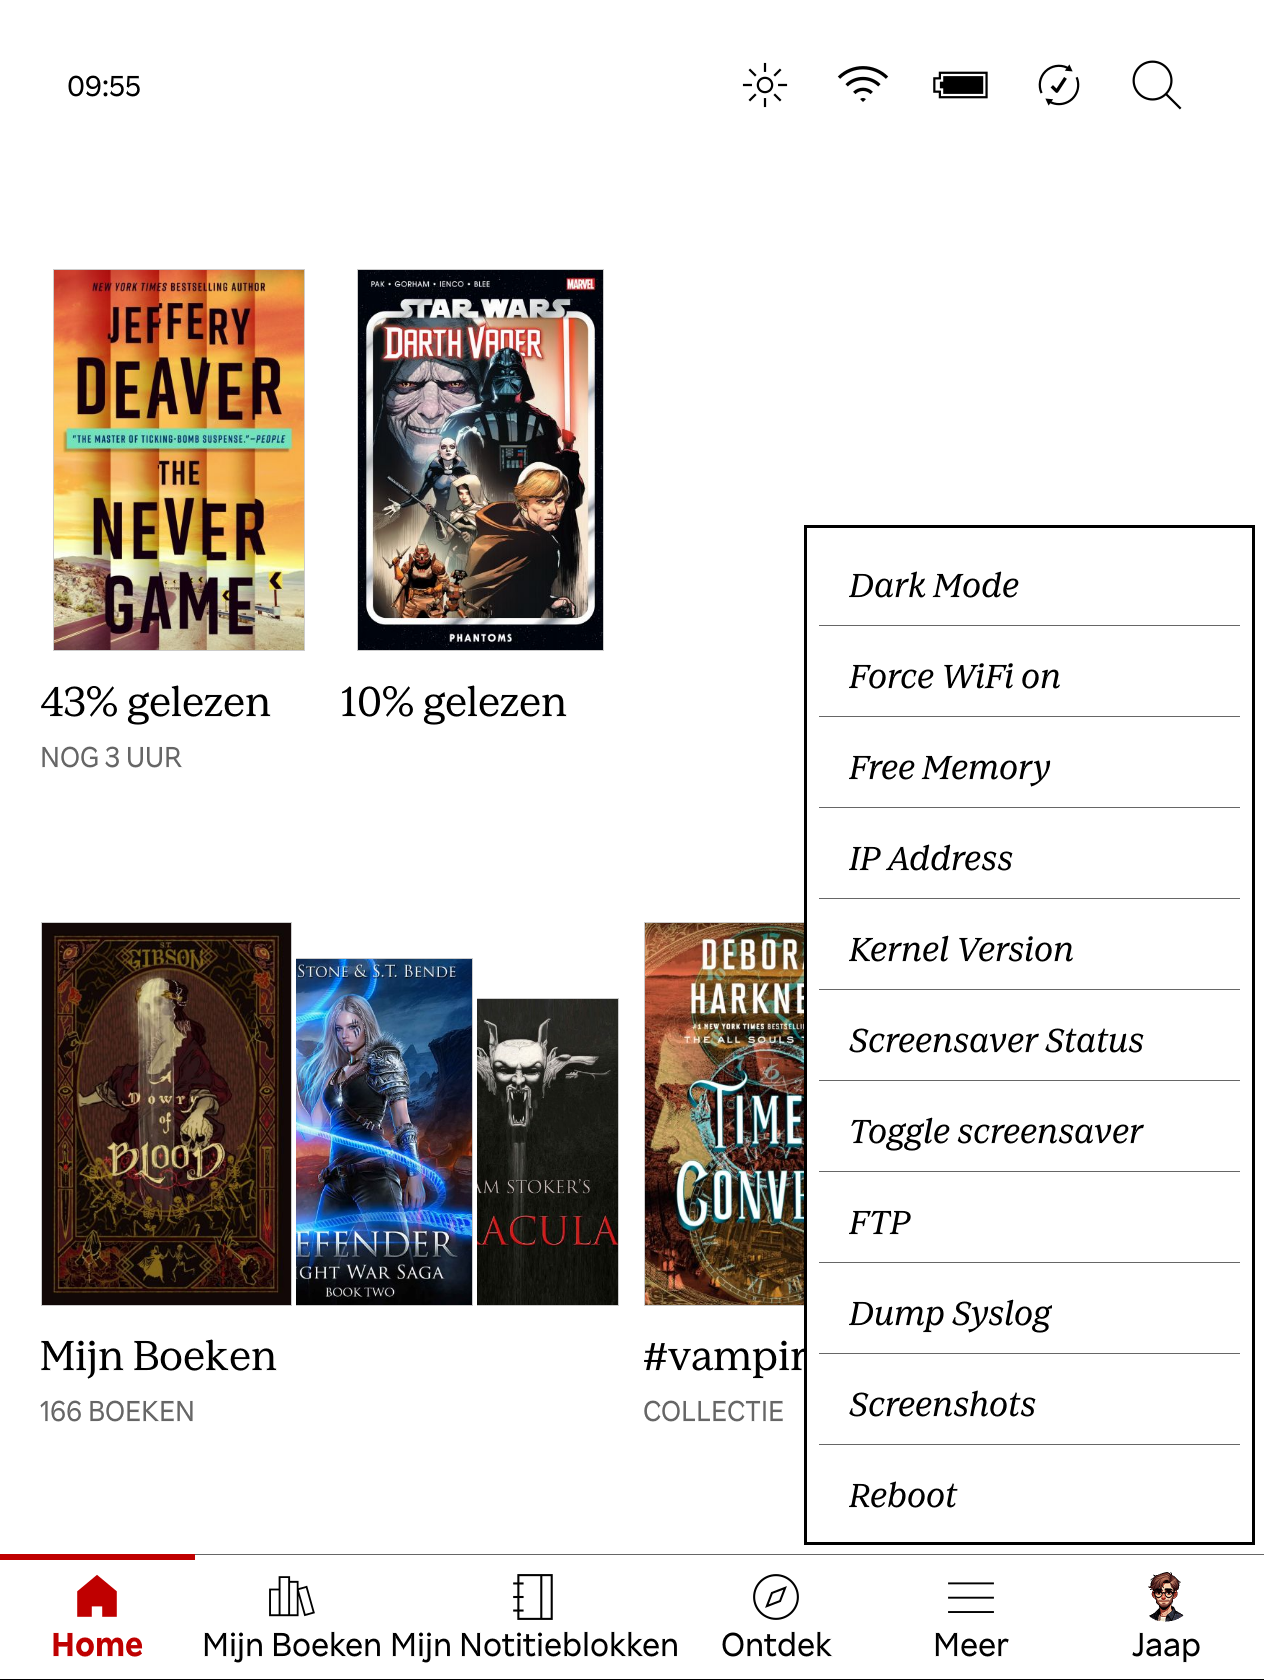 09:55
NEW YORK TIMES BESTSELLING AUTHOR
JEFFERY
DEAVER
"THE MASTER OF TICKING-BOMB SUSPENSE."—PEOPLE
THE
NEVER
GAME
PAK • GORHAM • IENCO • BLEE
MARVEL
STAR WARS
DARTH VADER
PHANTOMS
43% gelezen
NOG 3 UUR
10% gelezen
Dark Mode
Force WiFi on
Free Memory
IP Address
Kernel Version
Screensaver Status
Toggle screensaver
FTP
Dump Syslog
Screenshots
Reboot
S.T.
GIBSON
A
Dowry
of
BLOOD
STONE & S.T. BENDE
EFENDER
GHT WAR SAGA
BOOK TWO
AM STOKER'S
RACULA
DEBOR
HARKNE
#1 NEW YORK TIMES BESTSELLI
THE ALL SOULS T
TIME
CONVE
Mijn Boeken
166 BOEKEN
#vampir
COLLECTIE
Home
Mijn Boeken
Mijn Notitieblokken
Ontdek
Meer
Jaap